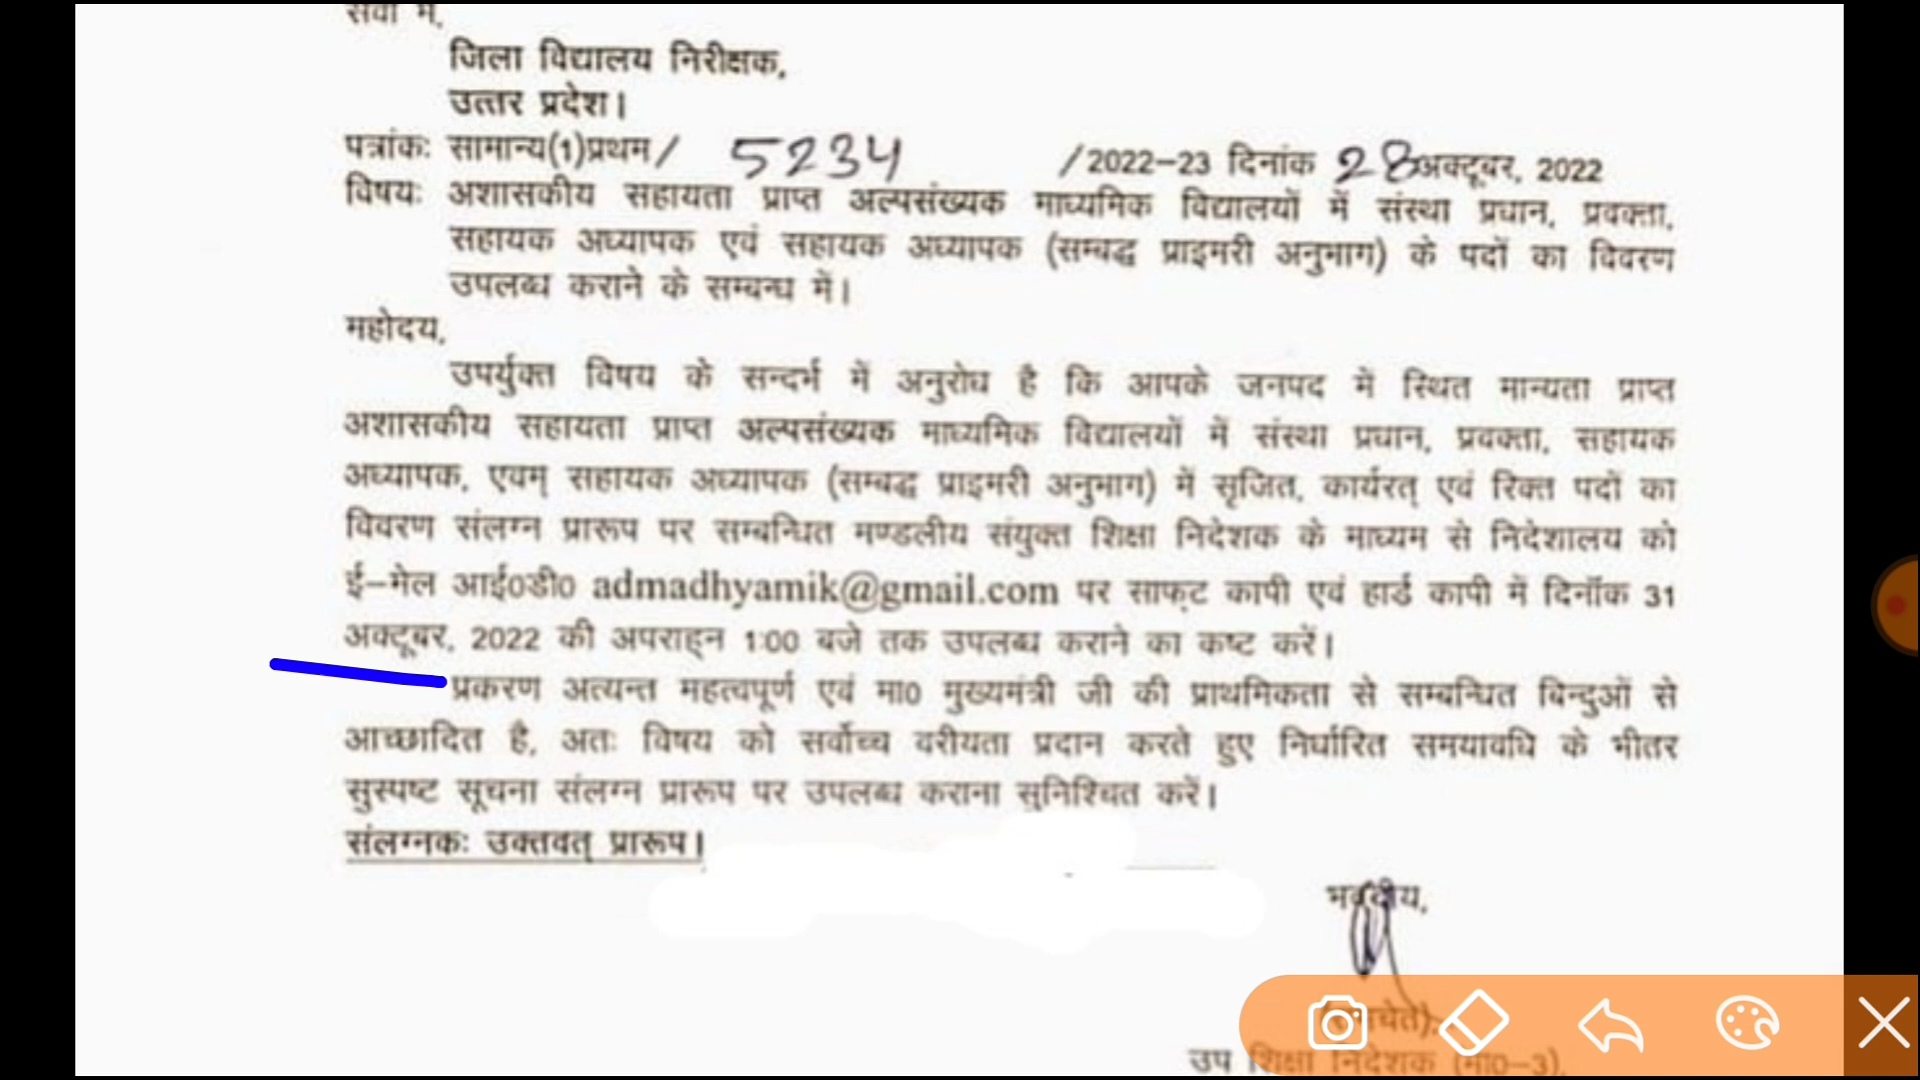 सेवा में,
जिला विद्यालय निरीक्षक,
उत्तर प्रदेश।
पत्रांकः सामान्य(1)प्रथम/ 5234 /2022–23 दिनांक 28 अक्टूबर, 2022
विषयः अशासकीय सहायता प्राप्त अल्पसंख्यक माध्यमिक विद्यालयों में संस्था प्रधान, प्रवक्ता,
सहायक अध्यापक एवं सहायक अध्यापक (सम्बद्ध प्राइमरी अनुभाग) के पदों का विवरण
उपलब्ध कराने के सम्बन्ध में।
महोदय,
उपर्युक्त विषय के सन्दर्भ में अनुरोध है कि आपके जनपद में स्थित मान्यता प्राप्त
अशासकीय सहायता प्राप्त अल्पसंख्यक माध्यमिक विद्यालयों में संस्था प्रधान, प्रवक्ता, सहायक
अध्यापक, एवम् सहायक अध्यापक (सम्बद्ध प्राइमरी अनुभाग) में सृजित, कार्यरत् एवं रिक्त पदों का
विवरण संलग्न प्रारूप पर सम्बन्धित मण्डलीय संयुक्त शिक्षा निदेशक के माध्यम से निदेशालय को
ई–मेल आई0डी0 admadhyamik@gmail.com पर साफ्ट कापी एवं हार्ड कापी में दिनॉक 31
अक्टूबर, 2022 की अपराह्न 1:00 बजे तक उपलब्ध कराने का कष्ट करें।
प्रकरण अत्यन्त महत्वपूर्ण एवं मा0 मुख्यमंत्री जी की प्राथमिकता से सम्बन्धित बिन्दुओं से
आच्छादित है, अतः विषय को सर्वोच्च वरीयता प्रदान करते हुए निर्धारित समयावधि के भीतर
सुस्पष्ट सूचना संलग्न प्रारूप पर उपलब्ध कराना सुनिश्चित करें।
संलग्नकः उक्तवत् प्रारूप।
भवदीय,
उप शिक्षा निदेशक (मा0–3),